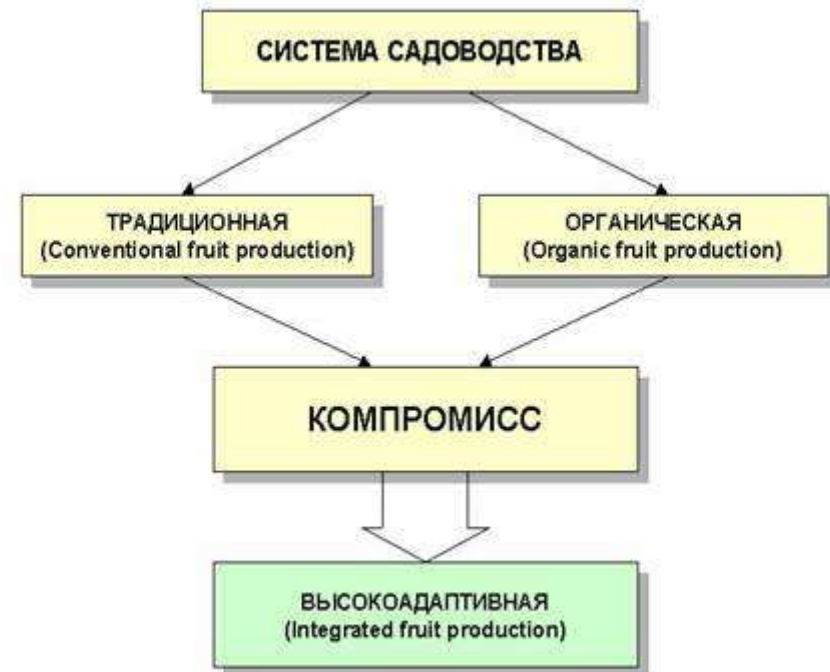 СИСТЕМА САДОВОДСТВА
ТРАДИЦИОННАЯ
(Conventional fruit production)
ОРГАНИЧЕСКАЯ
(Organic fruit production)
КОМПРОМИСС
ВЫСОКОАДАПТИВНАЯ
(Integrated fruit production)